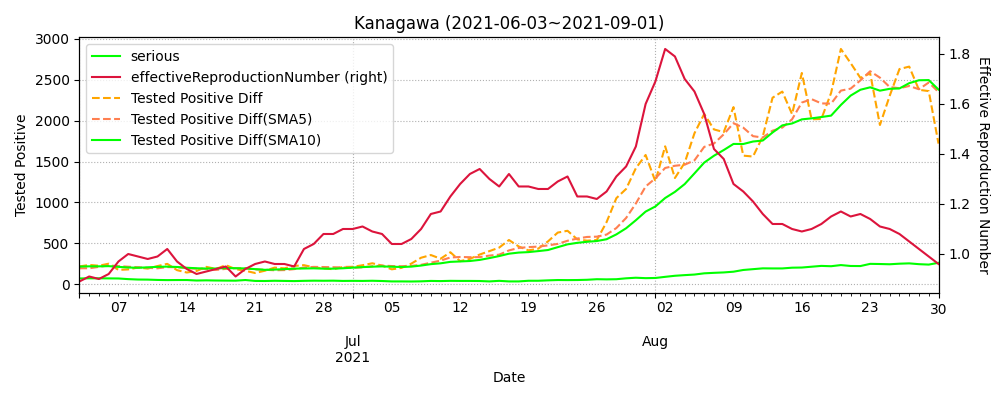 Kanagawa (2021-06-03~2021-09-01)
serious
effectiveReproductionNumber (right)
Tested Positive Diff
Tested Positive Diff(SMA5)
Tested Positive Diff(SMA10)
Tested Positive
3000
2500
2000
1500
1000
500
0
1.8
1.6
1.4
1.2
1.0
Effective Reproduction Number
07 14 21 28 05 12 19 26 02 09 16 23 30
Jul Aug
2021
Date